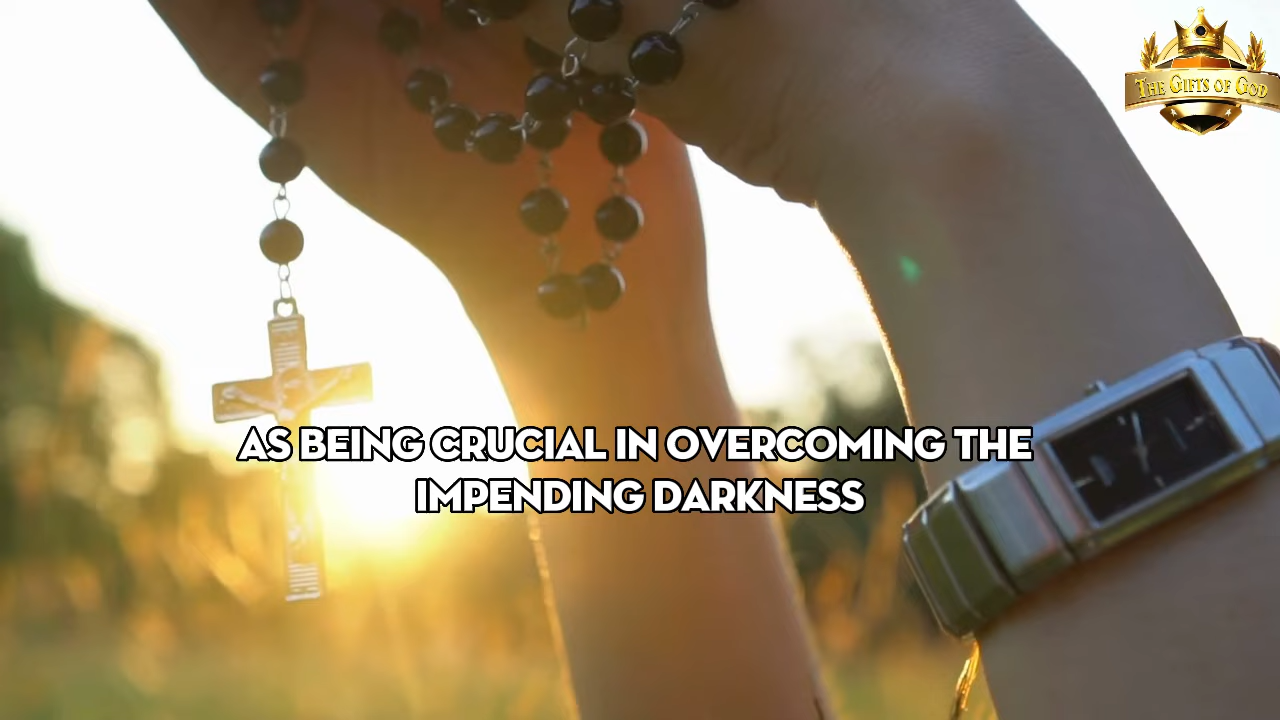 The Gifts of God
AS BEING CRUCIAL IN OVERCOMING THE
IMPENDING DARKNESS